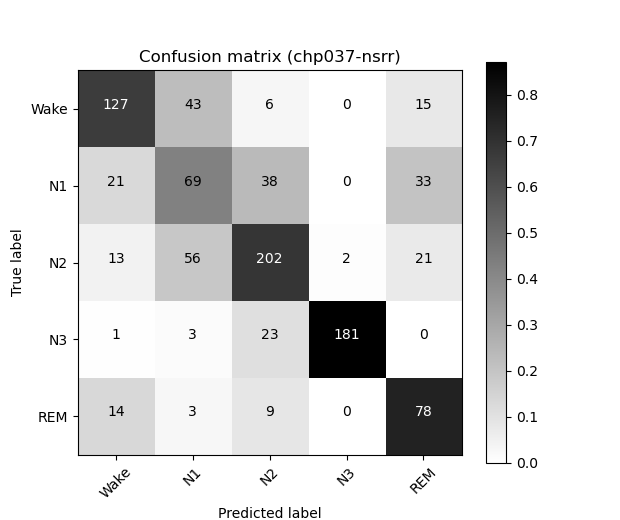 Confusion matrix (chp037-nsrr)
Wake 127 43 6 0 15
N1 21 69 38 0 33
N2 13 56 202 2 21
N3 1 3 23 181 0
REM 14 3 9 0 78
Wake N1 N2 N3 REM
Predicted label
True label
0.8
0.7
0.6
0.5
0.4
0.3
0.2
0.1
0.0